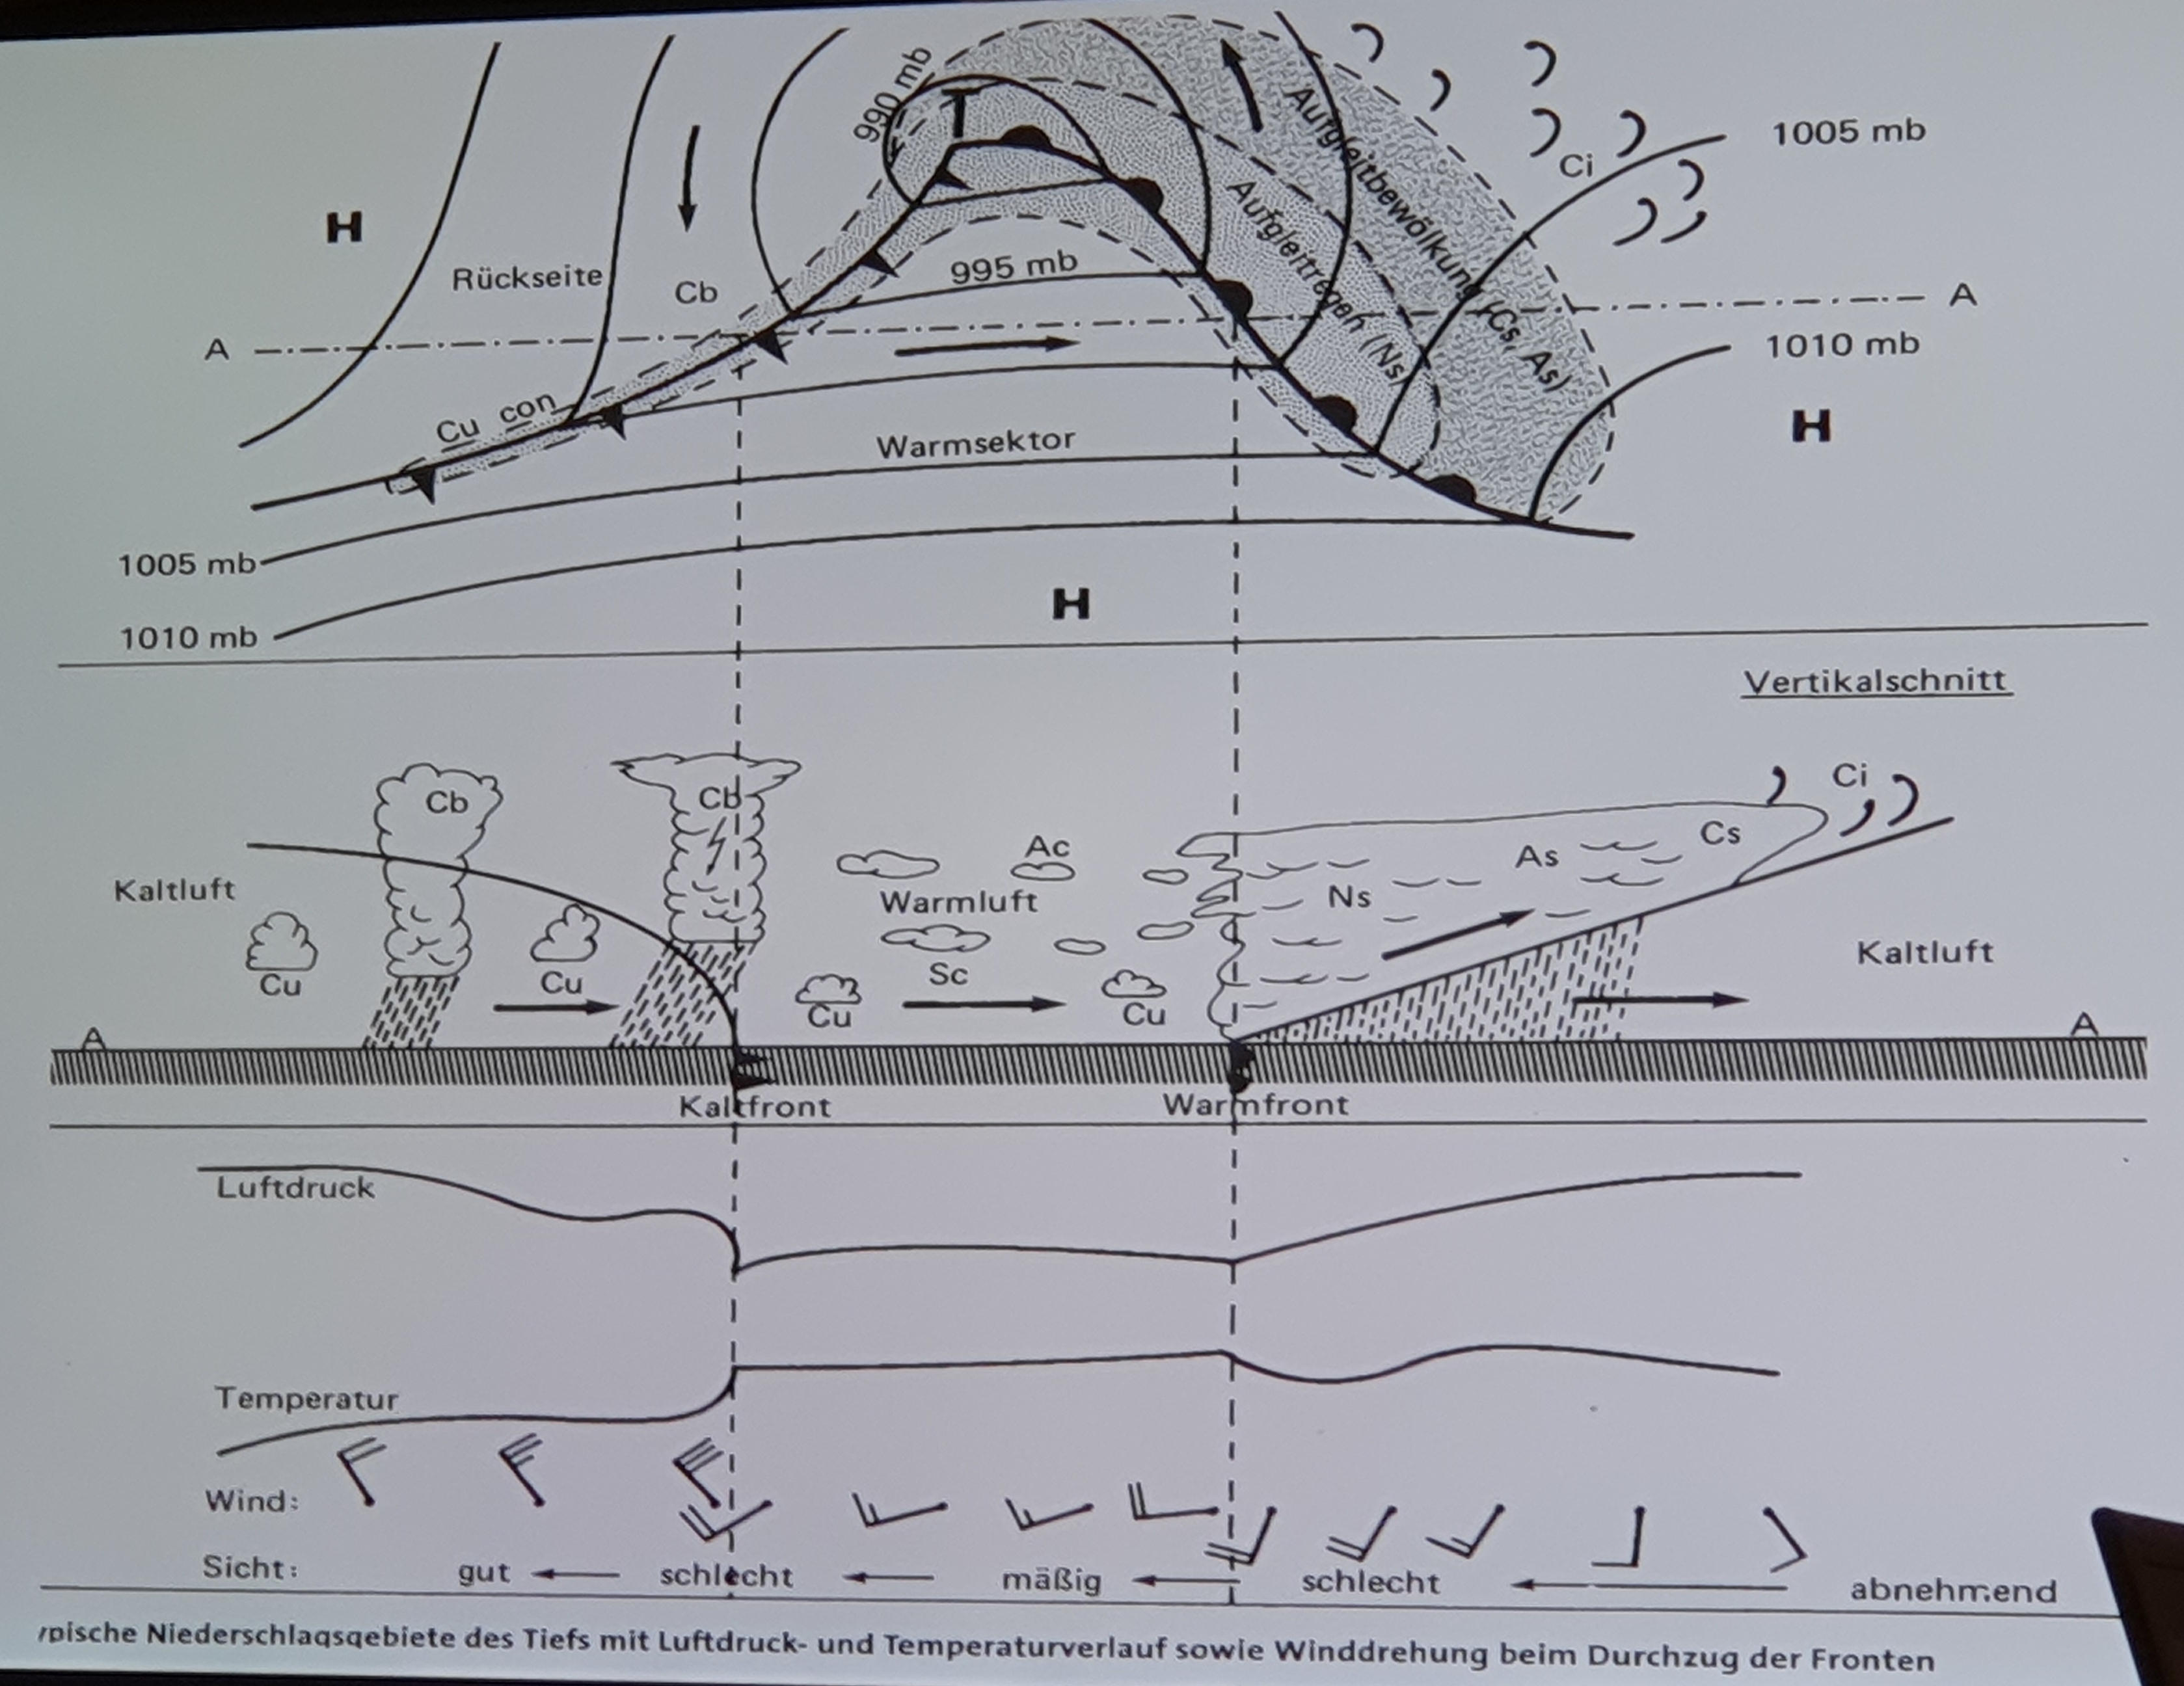 990 mb
T
Aufgleitbewölkung (Cs, As)
Ci
1005 mb
H
Rückseite
Cb
995 mb
Aufgleitregen (Ns)
A
A
1010 mb
Cu con
Warmsektor
H
1005 mb
H
1010 mb
Vertikalschnitt
Cb
Cb
Ci
Ac
As
Cs
Kaltluft
Warmluft
Ns
Cu
Cu
Sc
Cu
Cu
Kaltluft
A
A
Kaltfront
Warmfront
Luftdruck
Temperatur
Wind:
Sicht: gut schlecht mäßig schlecht abnehmend
Niederschlagsgebiete des Tiefs mit Luftdruck- und Temperaturverlauf sowie Winddrehung beim Durchzug der Fronten